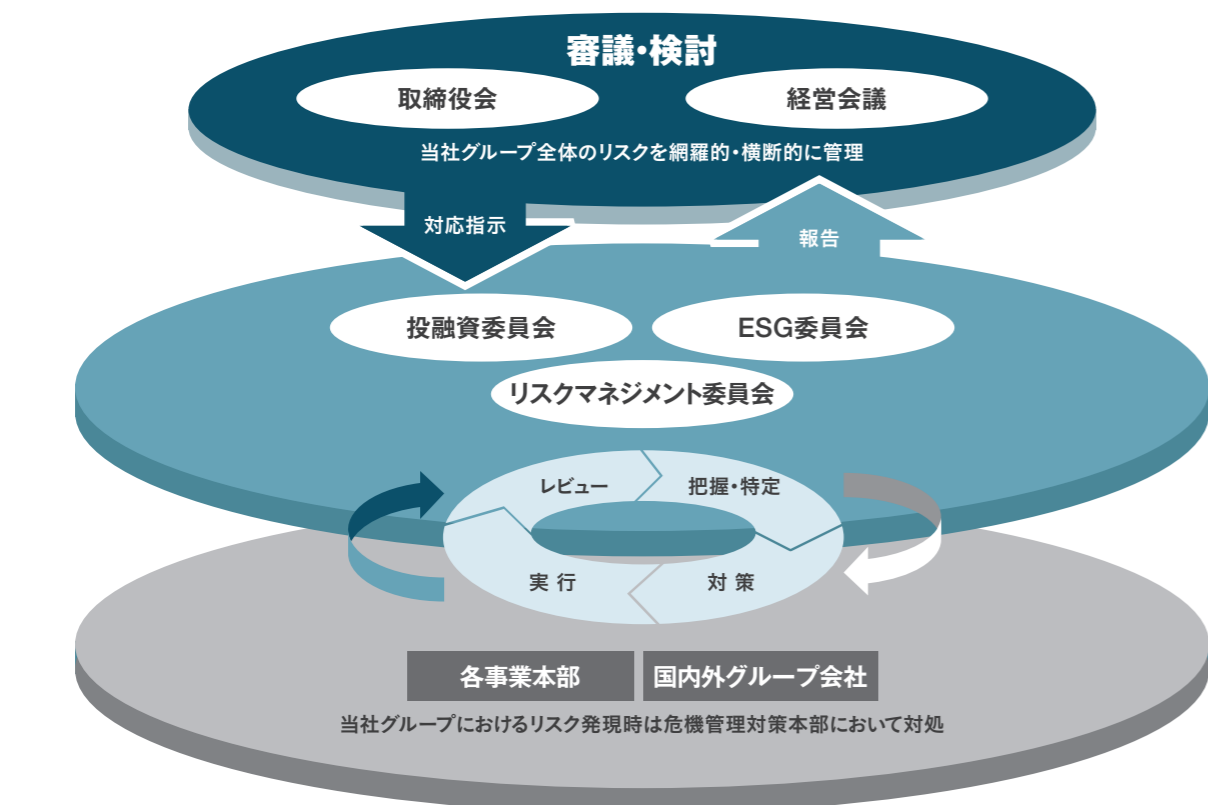 審議・検討
取締役会
経営会議
当社グループ全体のリスクを網羅的・横断的に管理
対応指示
報告
投融資委員会
ESG委員会
リスクマネジメント委員会
レビュー
把握・特定
実行
対策
各事業本部
国内外グループ会社
当社グループにおけるリスク発現時は危機管理対策本部において対処